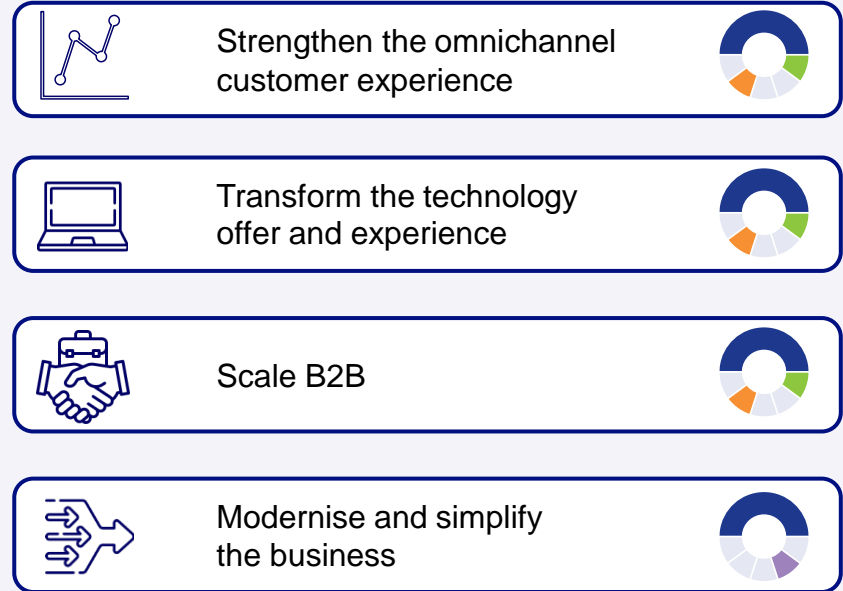 Strengthen the omnichannel
customer experience
Transform the technology
offer and experience
Scale B2B
Modernise and simplify
the business